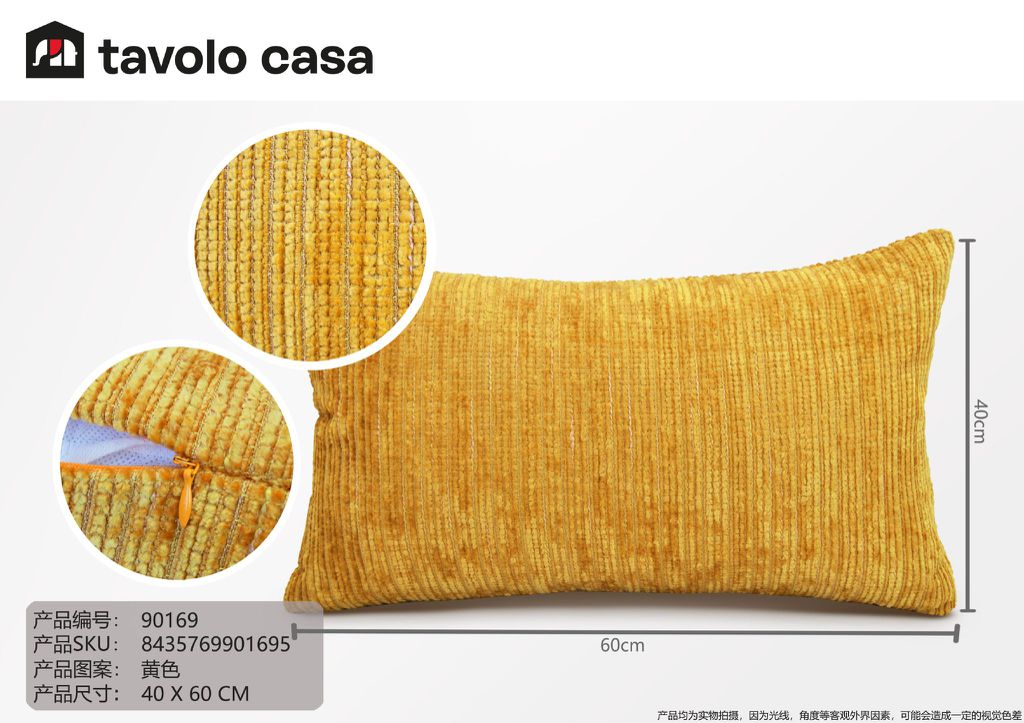 tavolo casa
40cm
60cm
产品编号： 90169
产品SKU： 8435769901695
产品图案： 黄色
产品尺寸： 40 X 60 CM
产品均为实物拍摄，因为光线，角度等客观外界因素，可能会造成一定的视觉色差